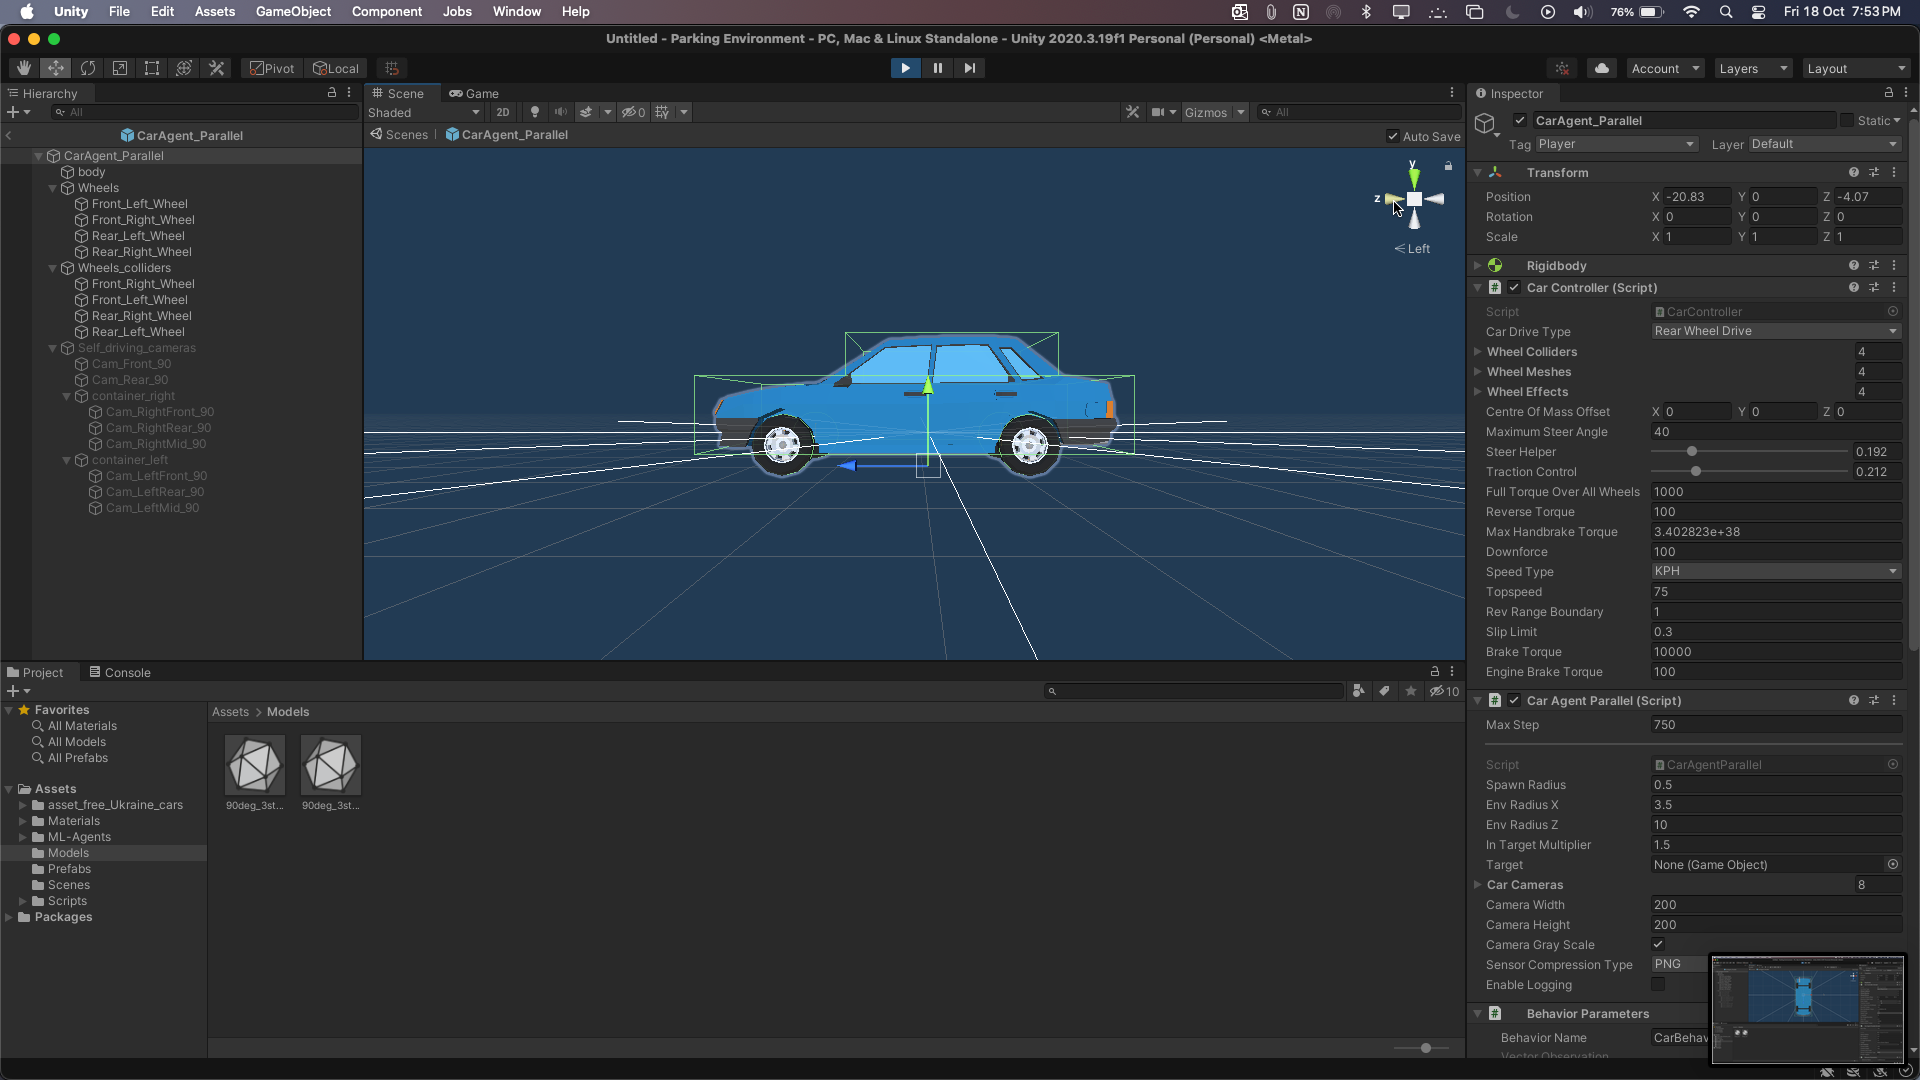 Unity File Edit Assets GameObject Component Jobs Window Help 76% Fri 18 Oct 7:53 PM
Untitled - Parking Environment - PC, Mac & Linux Standalone - Unity 2020.3.19f1 Personal (Personal) <Metal>
Pivot Local Account Layers Layout
Hierarchy
All
CarAgent_Parallel
CarAgent_Parallel
body
Wheels
Front_Left_Wheel
Front_Right_Wheel
Rear_Left_Wheel
Rear_Right_Wheel
Wheels_colliders
Front_Right_Wheel
Front_Left_Wheel
Rear_Right_Wheel
Rear_Left_Wheel
Self_driving_cameras
Cam_Front_90
Cam_Rear_90
container_right
Cam_RightFront_90
Cam_RightRear_90
Cam_RightMid_90
container_left
Cam_LeftFront_90
Cam_LeftRear_90
Cam_LeftMid_90
Scene Game
Shaded 2D 0 Gizmos All
Scenes CarAgent_Parallel Auto Save
y
z
< Left
Inspector
CarAgent_Parallel Static
Tag Player Layer Default
Transform
Position X -20.83 Y 0 Z -4.07
Rotation X 0 Y 0 Z 0
Scale X 1 Y 1 Z 1
Rigidbody
Car Controller (Script)
Script CarController
Car Drive Type Rear Wheel Drive
Wheel Colliders 4
Wheel Meshes 4
Wheel Effects 4
Centre Of Mass Offset X 0 Y 0 Z 0
Maximum Steer Angle 40
Steer Helper 0.192
Traction Control 0.212
Full Torque Over All Wheels 1000
Reverse Torque 100
Max Handbrake Torque 3.402823e+38
Downforce 100
Speed Type KPH
Topspeed 75
Rev Range Boundary 1
Slip Limit 0.3
Brake Torque 10000
Engine Brake Torque 100
Car Agent Parallel (Script)
Max Step 750
Script CarAgentParallel
Spawn Radius 0.5
Env Radius X 3.5
Env Radius Z 10
In Target Multiplier 1.5
Target None (Game Object)
Car Cameras 8
Camera Width 200
Camera Height 200
Camera Gray Scale
Sensor Compression Type PNG
Enable Logging
Behavior Parameters
Behavior Name CarBehav
Vector Observation
Project Console
10
Favorites
All Materials
All Models
All Prefabs
Assets
asset_free_Ukraine_cars
Materials
ML-Agents
Models
Prefabs
Scenes
Scripts
Packages
Assets > Models
90deg_3st... 90deg_3st...